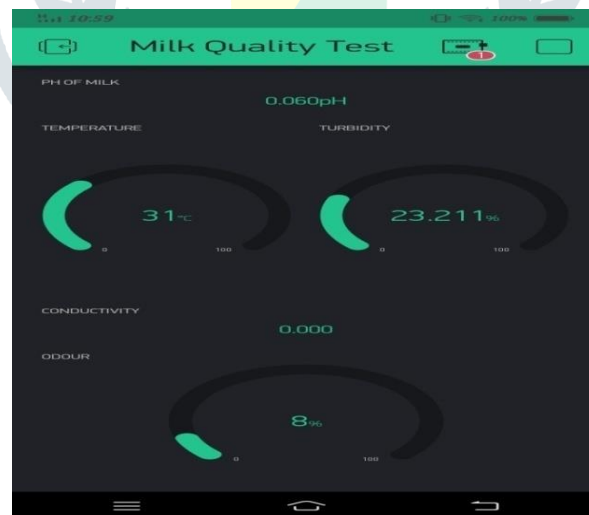 10:59 100%
Milk Quality Test
1
PH OF MILK
0.060pH
TEMPERATURE TURBIDITY
31°C 23.211%
0 100 0 100
CONDUCTIVITY
0.000
ODOUR
8%
0 100